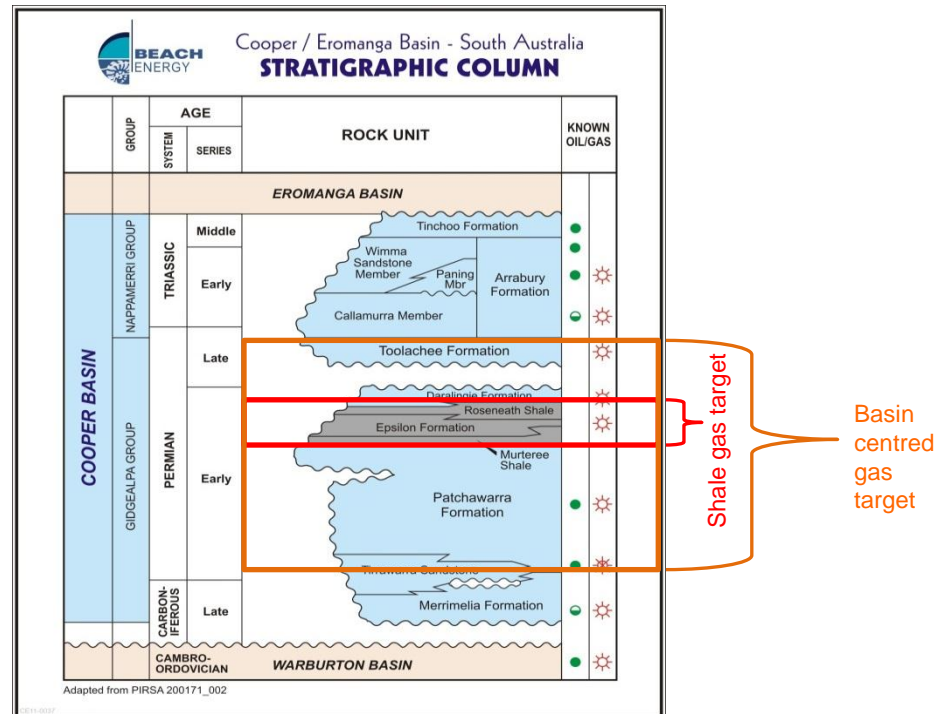 BEACH
ENERGY
Cooper / Eromanga Basin - South Australia
STRATIGRAPHIC COLUMN
GROUP
AGE
SYSTEM
SERIES
ROCK UNIT
KNOWN
OIL/GAS
EROMANGA BASIN
COOPER BASIN
NAPPAMERRI GROUP
TRIASSIC
Middle
Tinchoo Formation
Early
Wimma
Sandstone
Member
Paning
Mbr
Arrabury
Formation
Callamurra Member
GIDGEALPA GROUP
PERMIAN
Late
Toolachee Formation
Early
Daralingie Formation
Roseneath Shale
Epsilon Formation
Murteree
Shale
Patchawarra
Formation
Tirrawarra Sandstone
CARBON-
IFEROUS
Late
Merrimelia Formation
CAMBRO-
ORDOVICIAN
WARBURTON BASIN
Adapted from PIRSA 200171_002
Shale gas target
Basin
centred
gas
target